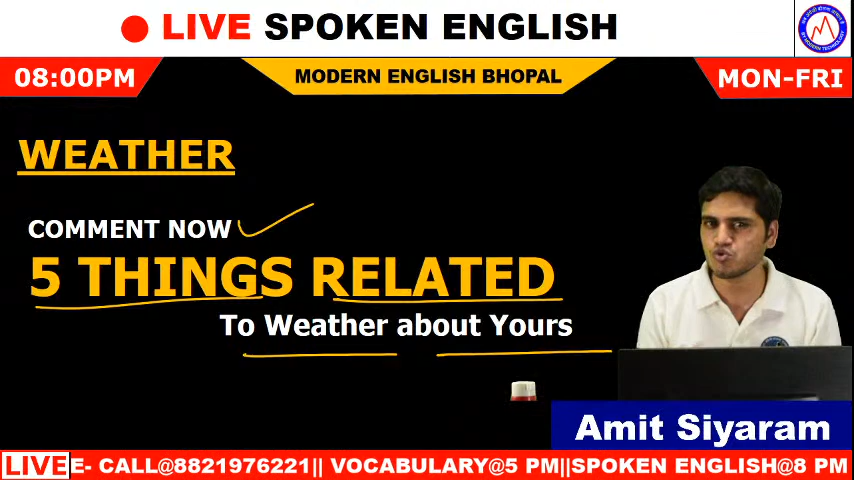 LIVE SPOKEN ENGLISH
08:00PM
MODERN ENGLISH BHOPAL
MON-FRI
WEATHER
COMMENT NOW
5 THINGS RELATED
To Weather about Yours
Amit Siyaram
LIVE E- CALL@8821976221|| VOCABULARY@5 PM||SPOKEN ENGLISH@8 PM